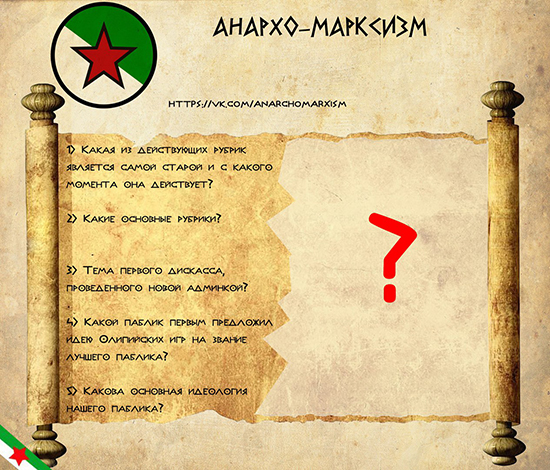 АНАРХО-МАРКСИЗМ
HTTPS://VK.COM/ANARCHOMARXISM
1) КАКАЯ ИЗ ДЕЙСТВУЮЩИХ РУБРИК
ЯВЛЯЕТСЯ САМОЙ СТАРОЙ И С КАКОГО
МОМЕНТА ОНА ДЕЙСТВУЕТ?
2) КАКИЕ ОСНОВНЫЕ РУБРИКИ?
3) ТЕМА ПЕРВОГО ДИСКАССА,
ПРОВЕДЕННОГО НОВОЙ АДМИНКОЙ?
4) КАКОЙ ПАБЛИК ПЕРВЫМ ПРЕДЛОЖИЛ
ИДЕЮ ОЛИПИЙСКИХ ИГР НА ЗВАНИЕ
ЛУЧШЕГО ПАБЛИКА?
5) КАКОВА ОСНОВНАЯ ИДЕОЛОГИЯ
НАШЕГО ПАБЛИКА?
?